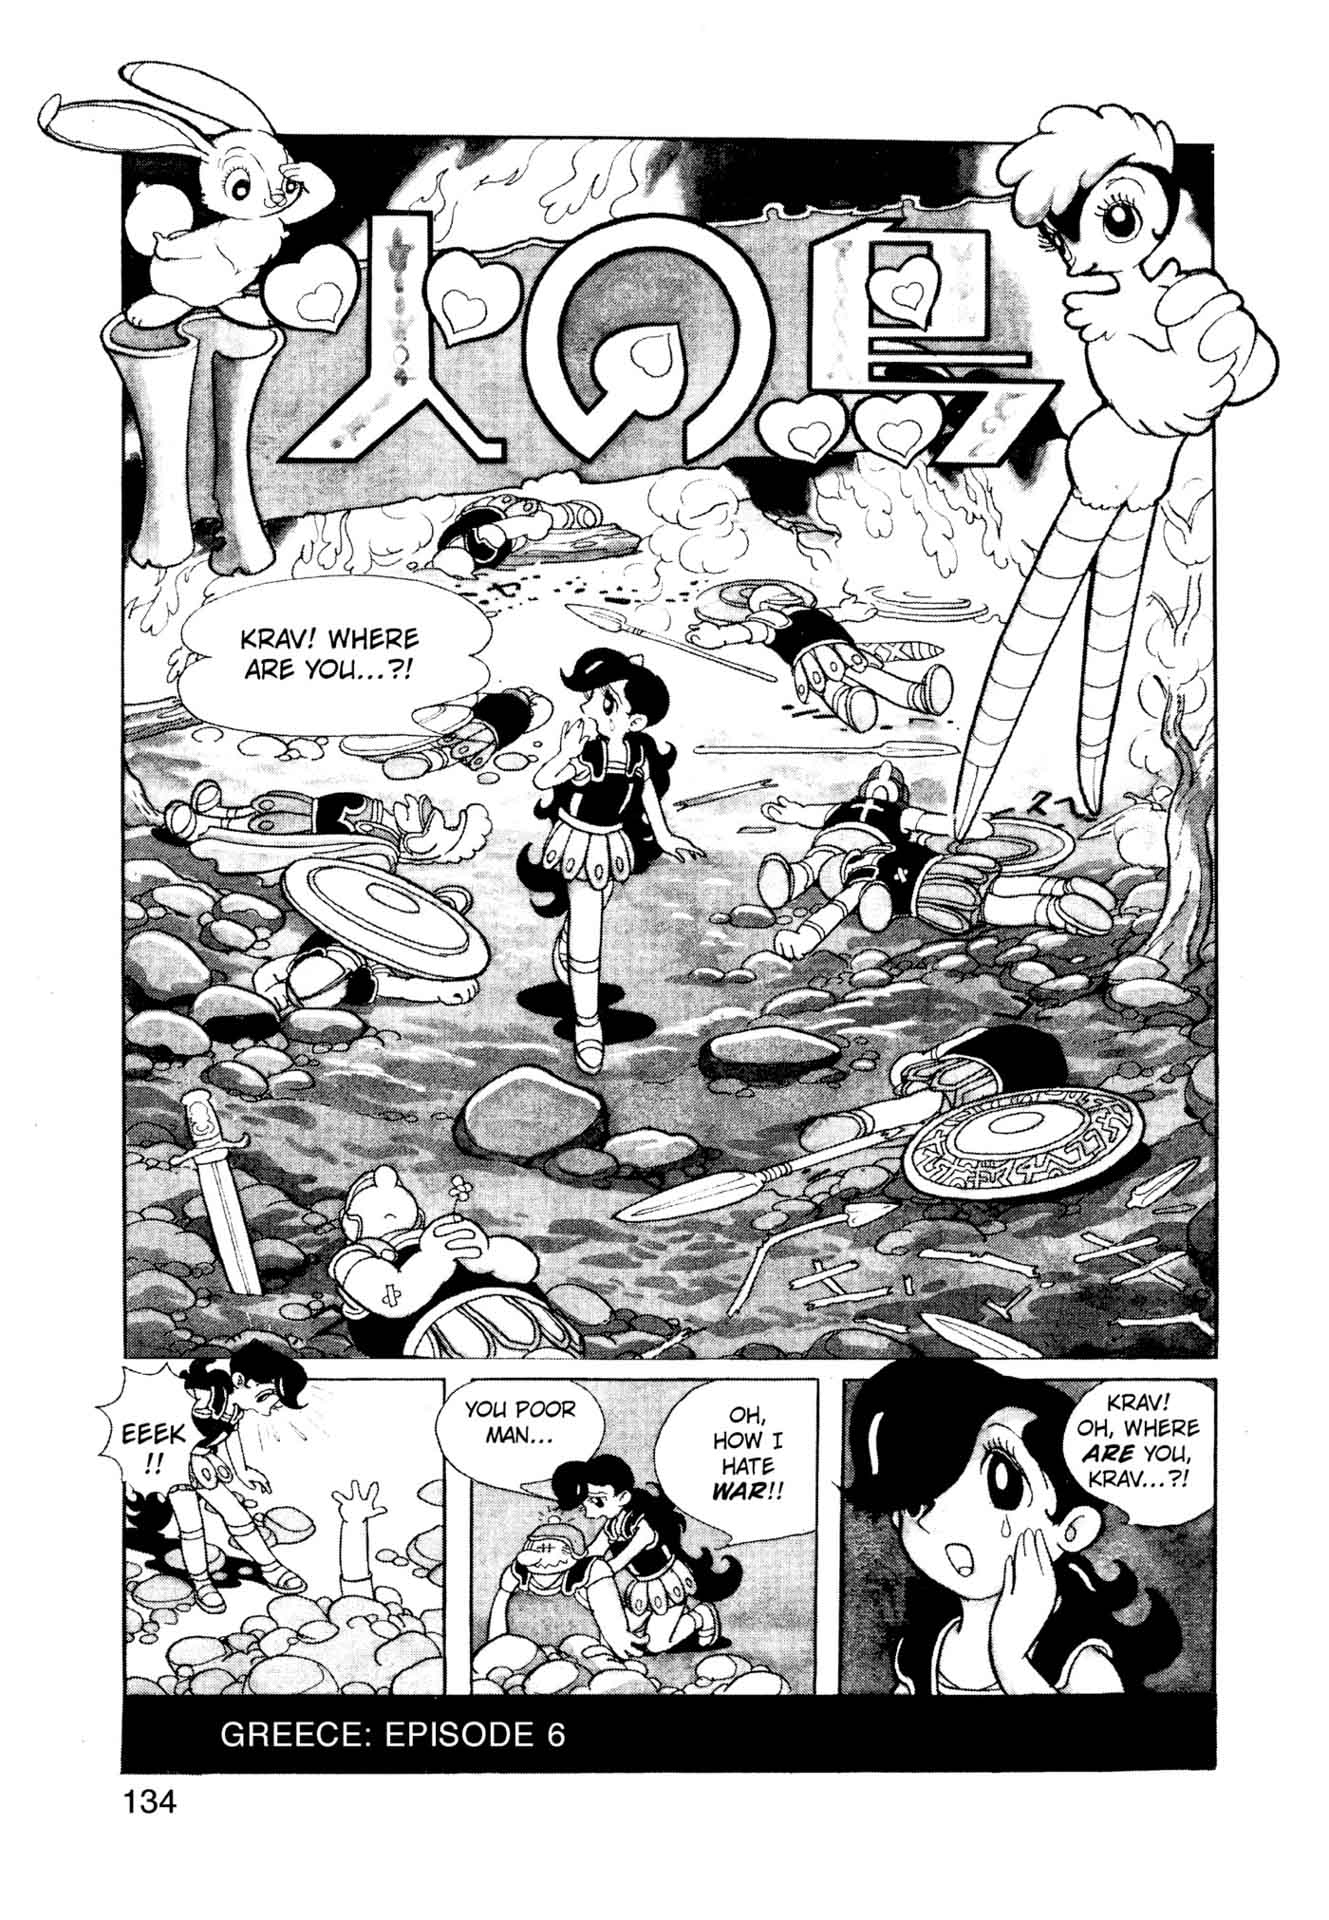 火の鳥
KRAV! WHERE
ARE YOU...?!
EEEK
!!
YOU POOR
MAN...
OH,
HOW I
HATE
WAR!!
KRAV!
OH, WHERE
ARE YOU,
KRAV...?!
GREECE: EPISODE 6
134